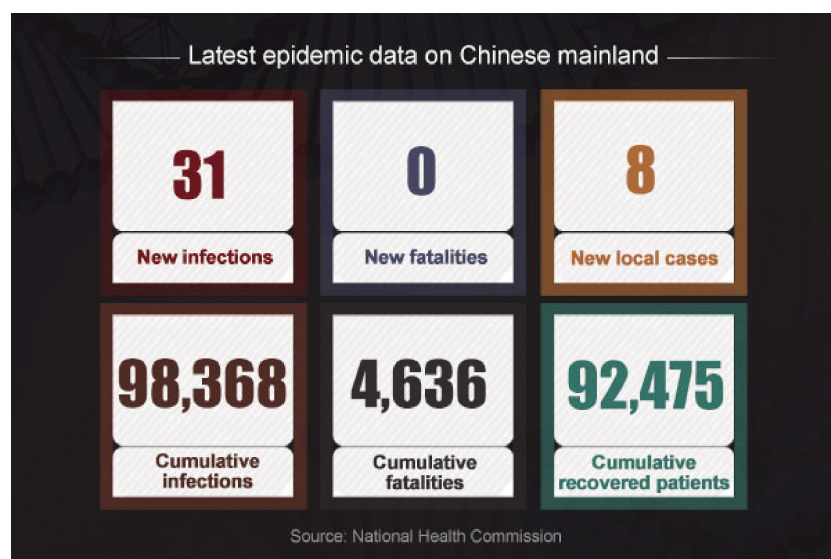 Latest epidemic data on Chinese mainland
31
New infections
0
New fatalities
8
New local cases
98,368
Cumulative
infections
4,636
Cumulative
fatalities
92,475
Cumulative
recovered patients
Source: National Health Commission